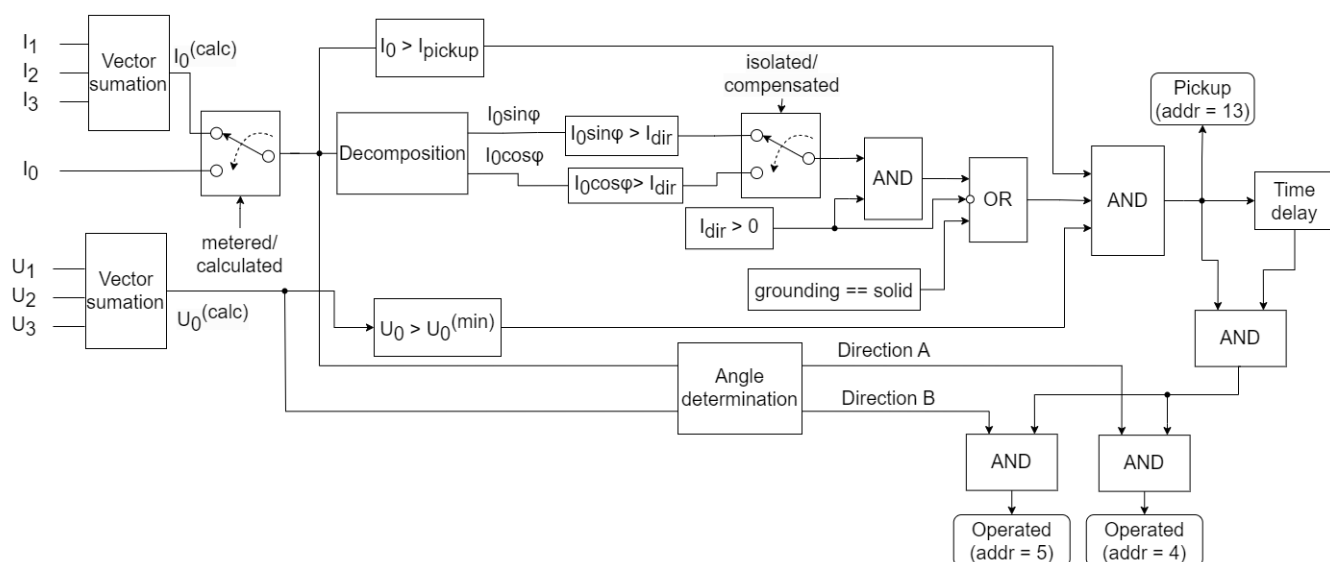 I1
I2
I3
Vector
sumation
I0(calc)
I0
metered/
calculated
I0 > Ipickup
Decomposition
I0sinφ
I0cosφ
I0sinφ > Idir
I0cosφ> Idir
isolated/
compensated
AND
Idir > 0
OR
grounding == solid
AND
Pickup
(addr = 13)
Time
delay
AND
U1
U2
U3
Vector
sumation
U0(calc)
U0 > U0(min)
Angle
determination
Direction A
Direction B
AND
AND
Operated
(addr = 5)
Operated
(addr = 4)